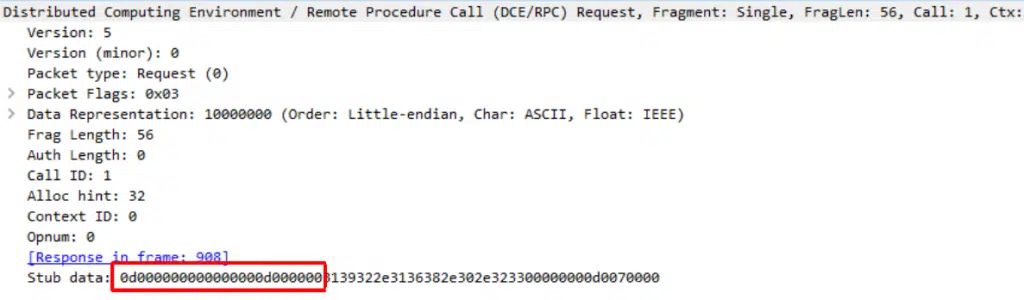 Distributed Computing Environment / Remote Procedure Call (DCE/RPC) Request, Fragment: Single, FragLen: 56, Call: 1, Ctx:
Version: 5
Version (minor): 0
Packet type: Request (0)
Packet Flags: 0x03
Data Representation: 10000000 (Order: Little-endian, Char: ASCII, Float: IEEE)
Frag Length: 56
Auth Length: 0
Call ID: 1
Alloc hint: 32
Context ID: 0
Opnum: 0
[Response in frame: 908]
Stub data: 0d000000000000000d0000003139322e3136382e302e323300000000d0070000